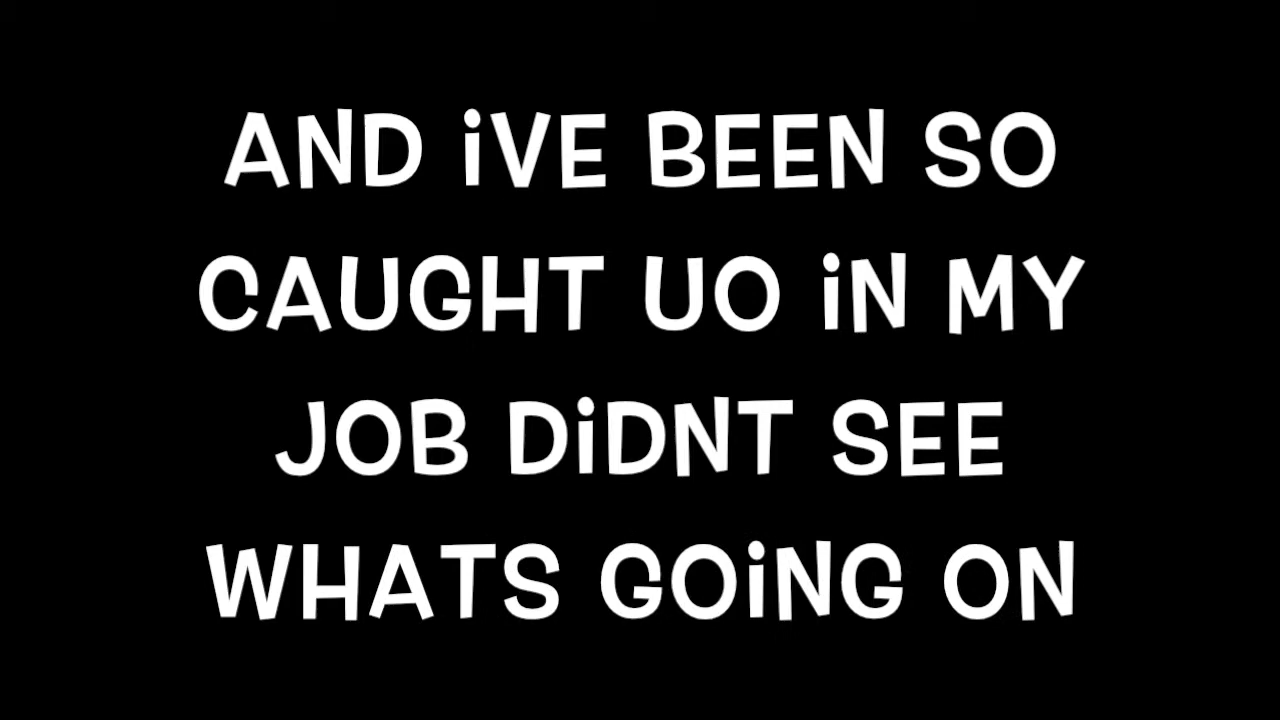 AND iVE BEEN SO
CAUGHT UO iN MY
JOB DiDNT SEE
WHATS GOiNG ON